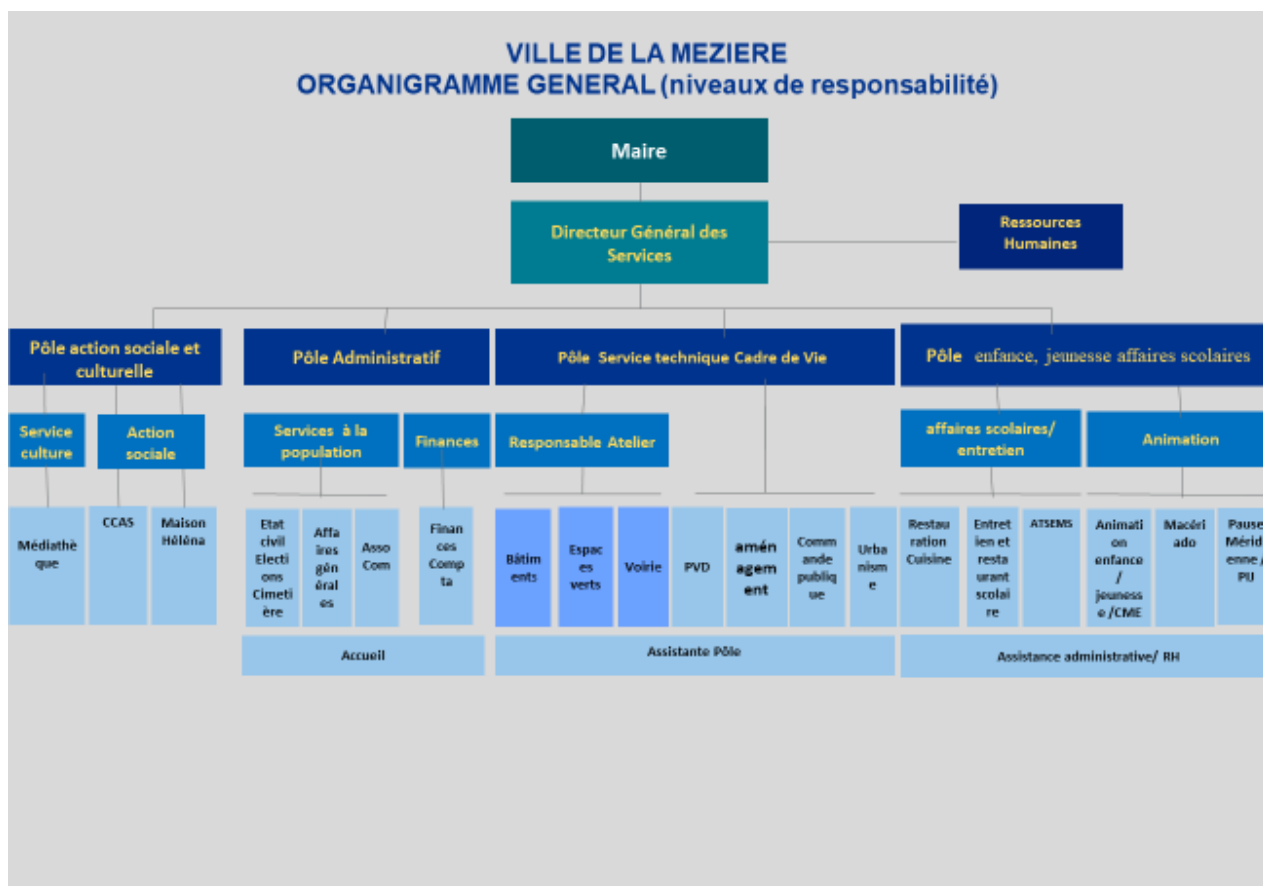 VILLE DE LA MEZIERE
ORGANIGRAMME GENERAL (niveaux de responsabilité)
Maire
Directeur Général des
Services
Ressources
Humaines
Pôle action sociale et
culturelle
Pôle Administratif
Pôle Service technique Cadre de Vie
Pôle enfance, jeunesse affaires scolaires
Service
culture
Action
sociale
Services à la
population
Finances
Responsable Atelier
affaires scolaires/
entretien
Animation
Médiathè
que
CCAS
Maison
Héléna
Etat
civil
Electi
ons
Cimeti
ère
Affa
ires
gén
éral
es
Asso
Com
Finan
ces
Comp
ta
Bâtim
ents
Espac
es
verts
Voirie
PVD
amén
agem
ent
Comm
ande
publiq
ue
Urba
nism
e
Restau
ration
Cuisine
Entret
ien et
resta
urant
scolai
re
ATSEMS
Animati
on
enfance
/
jeuness
e /CME
Macéri
ado
Pause
Mérid
enne /
PU
Accueil
Assistante Pôle
Assistance administrative/ RH